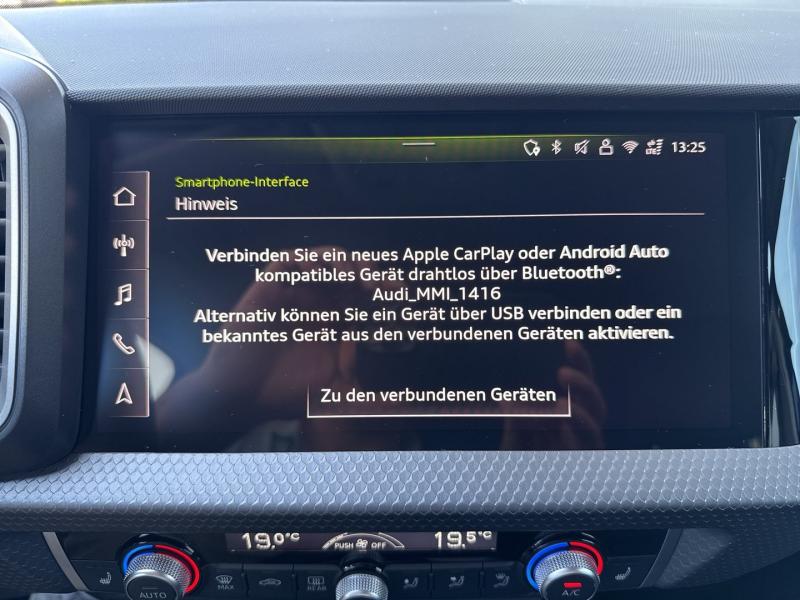 LTE 13:25
Smartphone-Interface
Hinweis
Verbinden Sie ein neues Apple CarPlay oder Android Auto
kompatibles Gerät drahtlos über Bluetooth®:
Audi_MMI_1416
Alternativ können Sie ein Gerät über USB verbinden oder ein
bekanntes Gerät aus den verbundenen Geräten aktivieren.
Zu den verbundenen Geräten
19,0°C PUSH OFF 19,5°C
AUTO MAX REAR A/C